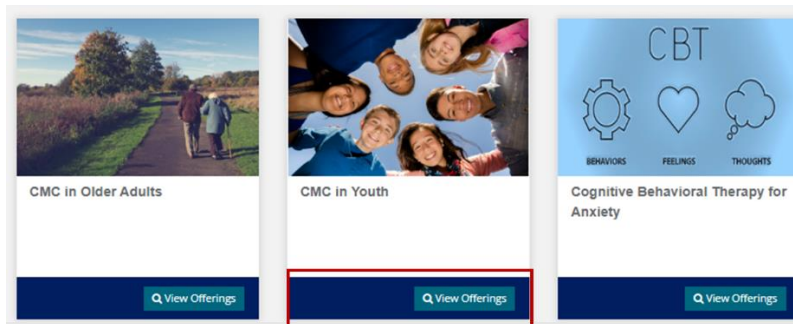 CBT
BEHAVIORS
FEELINGS
THOUGHTS
CMC in Older Adults
CMC in Youth
Cognitive Behavioral Therapy for
Anxiety
View Offerings
View Offerings
View Offerings